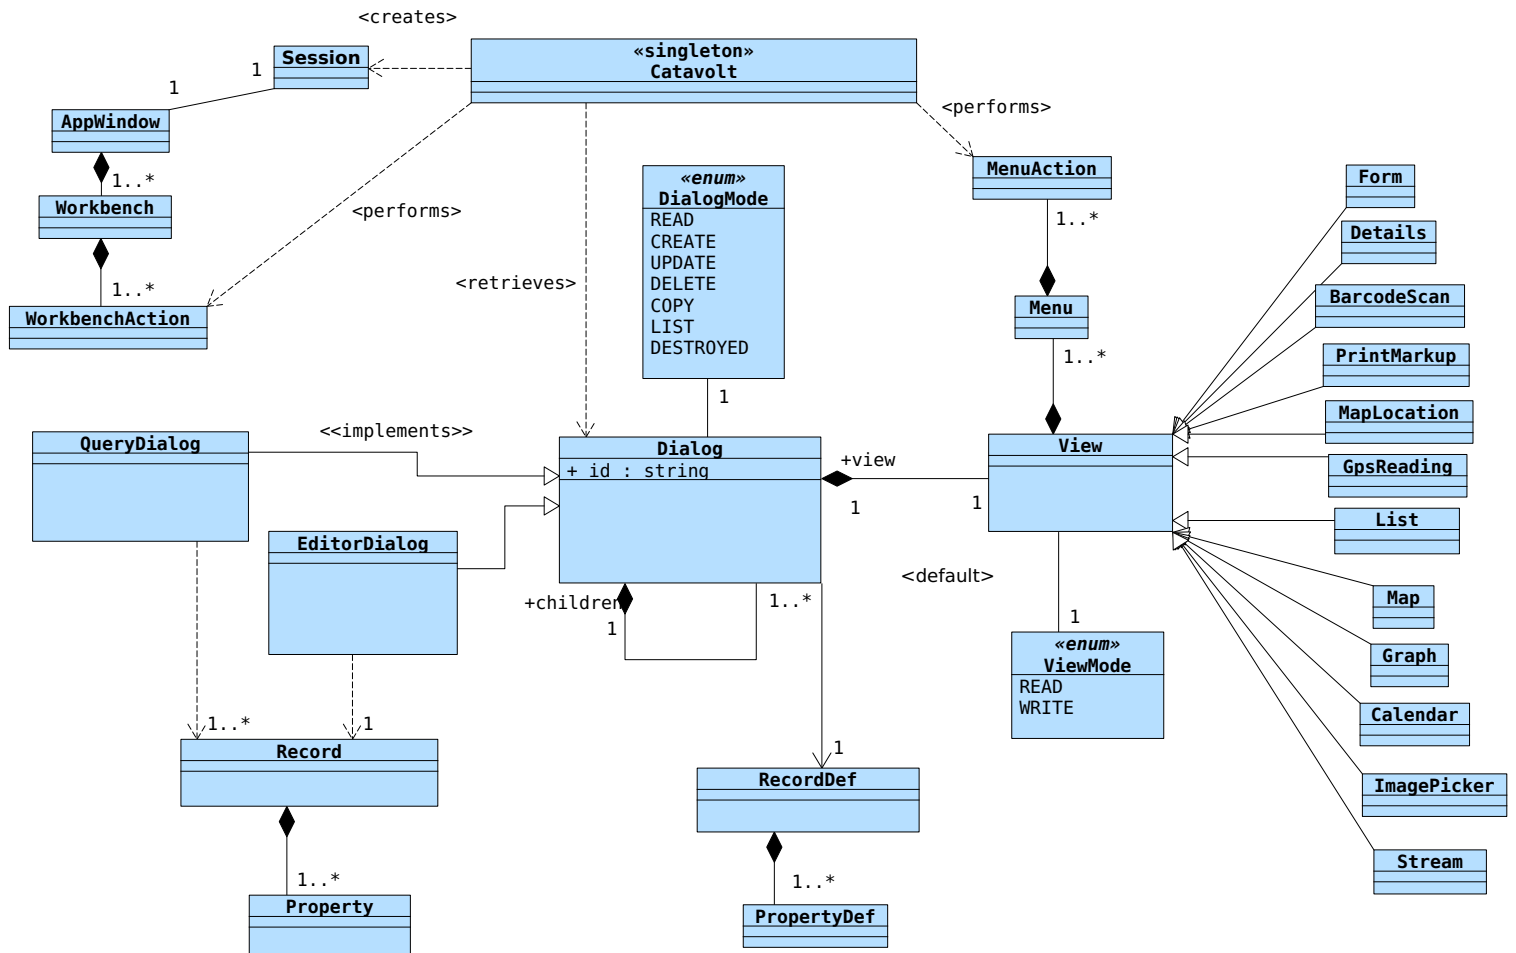 <creates>
«singleton»
Catavolt
Session
1
1
AppWindow
1..*
Workbench
1..*
WorkbenchAction
<performs>
<retrieves>
<performs>
MenuAction
1..*
Menu
1..*
«enum»
DialogMode
READ
CREATE
UPDATE
DELETE
COPY
LIST
DESTROYED
1
Form
Details
BarcodeScan
PrintMarkup
MapLocation
GpsReading
List
Map
Graph
Calendar
ImagePicker
Stream
QueryDialog
<<implements>>
EditorDialog
Dialog
+ id : string
+view
1
1
View
<default>
1
«enum»
ViewMode
READ
WRITE
+children
1
1..*
1..*
1
Record
1..*
Property
1
RecordDef
1..*
PropertyDef